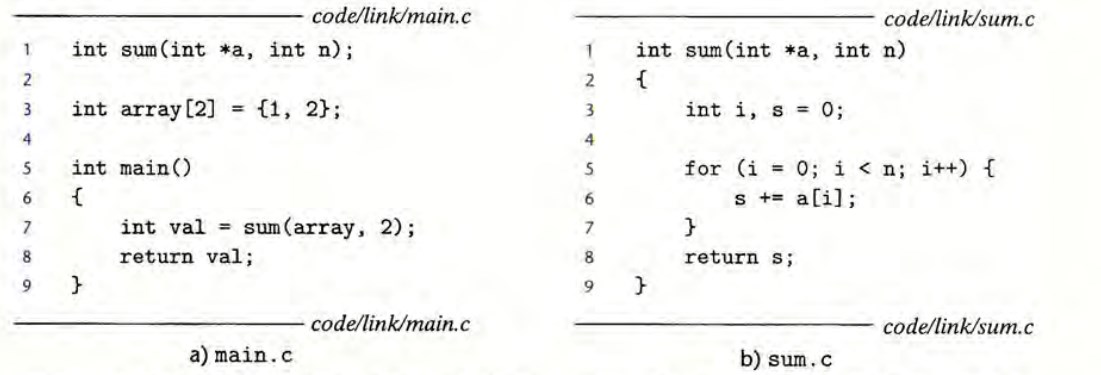 code/link/main.c
1 int sum(int *a, int n);
2
3 int array[2] = {1, 2};
4
5 int main()
6 {
7 int val = sum(array, 2);
8 return val;
9 }
code/link/main.c
a) main.c
code/link/sum.c
1 int sum(int *a, int n)
2 {
3 int i, s = 0;
4
5 for (i = 0; i < n; i++) {
6 s += a[i];
7 }
8 return s;
9 }
code/link/sum.c
b) sum.c